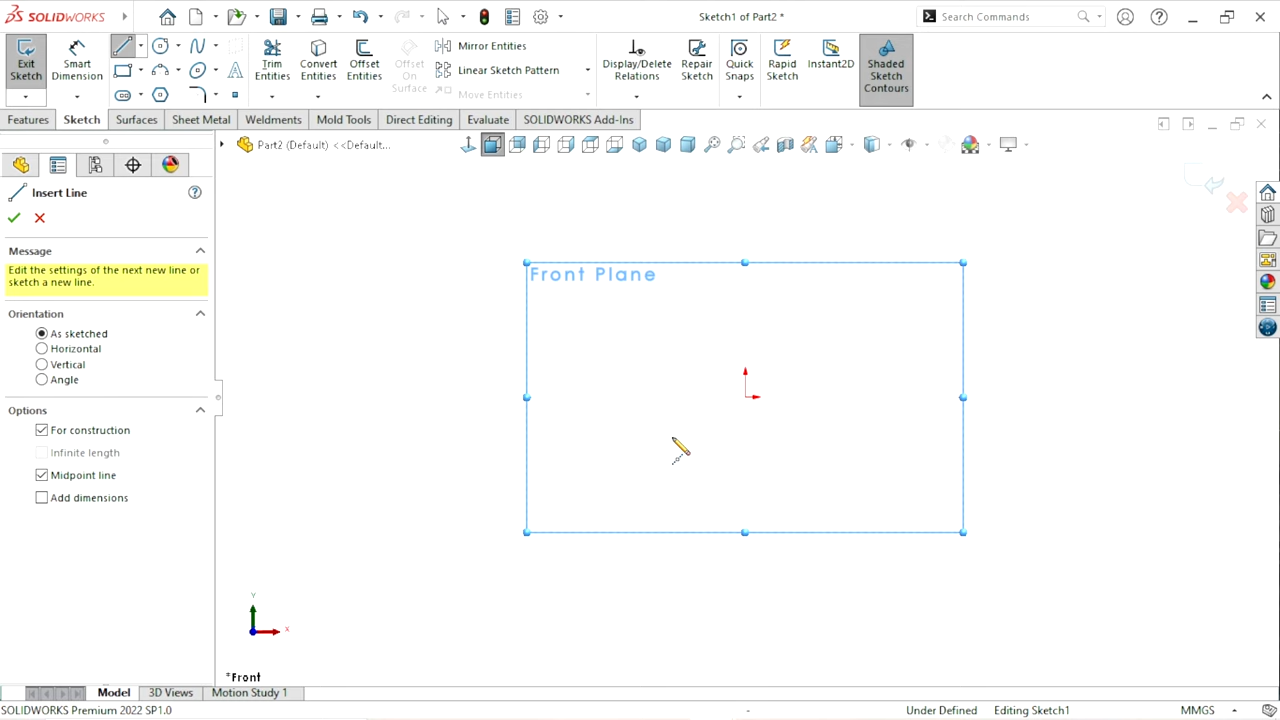 SOLIDWORKS
Sketch1 of Part2 *
Search Commands
Exit Sketch
Smart Dimension
Trim Entities
Convert Entities
Offset Entities
Offset On Surface
Mirror Entities
Linear Sketch Pattern
Move Entities
Display/Delete Relations
Repair Sketch
Quick Snaps
Rapid Sketch
Instant2D
Shaded Sketch Contours
Features
Sketch
Surfaces
Sheet Metal
Weldments
Mold Tools
Direct Editing
Evaluate
SOLIDWORKS Add-Ins
Part2 (Default) <<Default...
Insert Line
Message
Edit the settings of the next new line or
sketch a new line.
Orientation
As sketched
Horizontal
Vertical
Angle
Options
For construction
Infinite length
Midpoint line
Add dimensions
Front Plane
Y
X
*Front
Model
3D Views
Motion Study 1
SOLIDWORKS Premium 2022 SP1.0
-
Under Defined
Editing Sketch1
MMGS